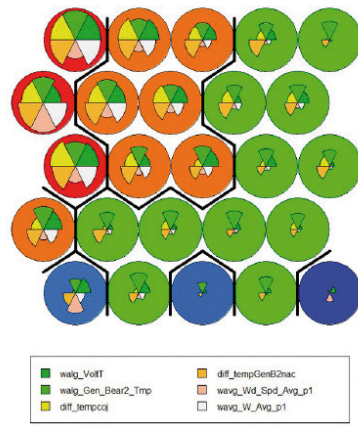 walg_VoltT
diff_tempGenB2nac
walg_Gen_Bear2_Tmp
wavg_Wd_Spd_Avg_p1
diff_tempcoj
wavg_W_Avg_p1